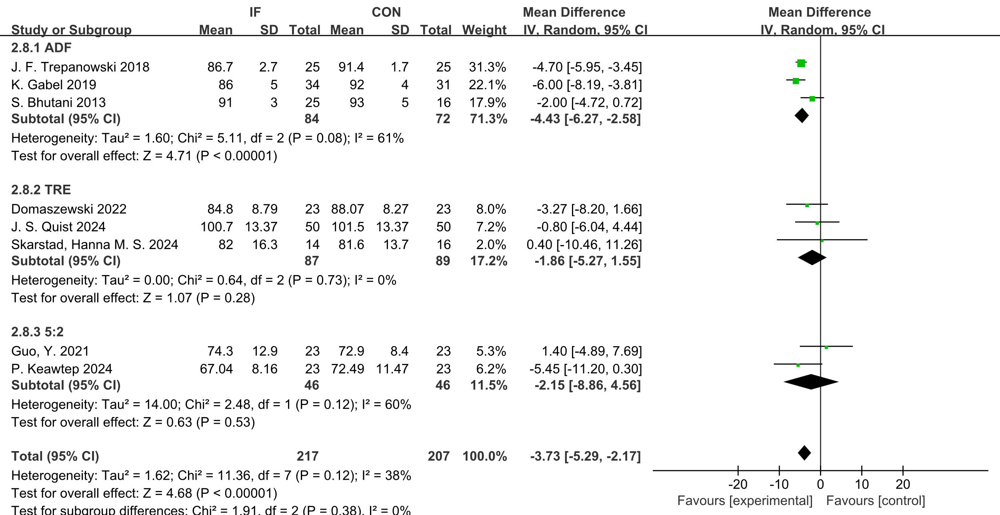 IF CON Mean Difference Mean Difference
Study or Subgroup Mean SD Total Mean SD Total Weight IV, Random, 95% CI IV, Random, 95% CI
2.8.1 ADF
J. F. Trepanowski 2018 86.7 2.7 25 91.4 1.7 25 31.3% -4.70 [-5.95, -3.45]
K. Gabel 2019 86 5 34 92 4 31 22.1% -6.00 [-8.19, -3.81]
S. Bhutani 2013 91 3 25 93 5 16 17.9% -2.00 [-4.72, 0.72]
Subtotal (95% CI) 84 72 71.3% -4.43 [-6.27, -2.58]
Heterogeneity: Tau² = 1.60; Chi² = 5.11, df = 2 (P = 0.08); I² = 61%
Test for overall effect: Z = 4.71 (P < 0.00001)
2.8.2 TRE
Domaszewski 2022 84.8 8.79 23 88.07 8.27 23 8.0% -3.27 [-8.20, 1.66]
J. S. Quist 2024 100.7 13.37 50 101.5 13.37 50 7.2% -0.80 [-6.04, 4.44]
Skarstad, Hanna M. S. 2024 82 16.3 14 81.6 13.7 16 2.0% 0.40 [-10.46, 11.26]
Subtotal (95% CI) 87 89 17.2% -1.86 [-5.27, 1.55]
Heterogeneity: Tau² = 0.00; Chi² = 0.64, df = 2 (P = 0.73); I² = 0%
Test for overall effect: Z = 1.07 (P = 0.28)
2.8.3 5:2
Guo, Y. 2021 74.3 12.9 23 72.9 8.4 23 5.3% 1.40 [-4.89, 7.69]
P. Keawtep 2024 67.04 8.16 23 72.49 11.47 23 6.2% -5.45 [-11.20, 0.30]
Subtotal (95% CI) 46 46 11.5% -2.15 [-8.86, 4.56]
Heterogeneity: Tau² = 14.00; Chi² = 2.48, df = 1 (P = 0.12); I² = 60%
Test for overall effect: Z = 0.63 (P = 0.53)
Total (95% CI) 217 207 100.0% -3.73 [-5.29, -2.17]
Heterogeneity: Tau² = 1.62; Chi² = 11.36, df = 7 (P = 0.12); I² = 38%
Test for overall effect: Z = 4.68 (P < 0.00001)
Test for subgroup differences: Chi² = 1.91, df = 2 (P = 0.38), I² = 0%
-20 -10 0 10 20
Favours [experimental] Favours [control]